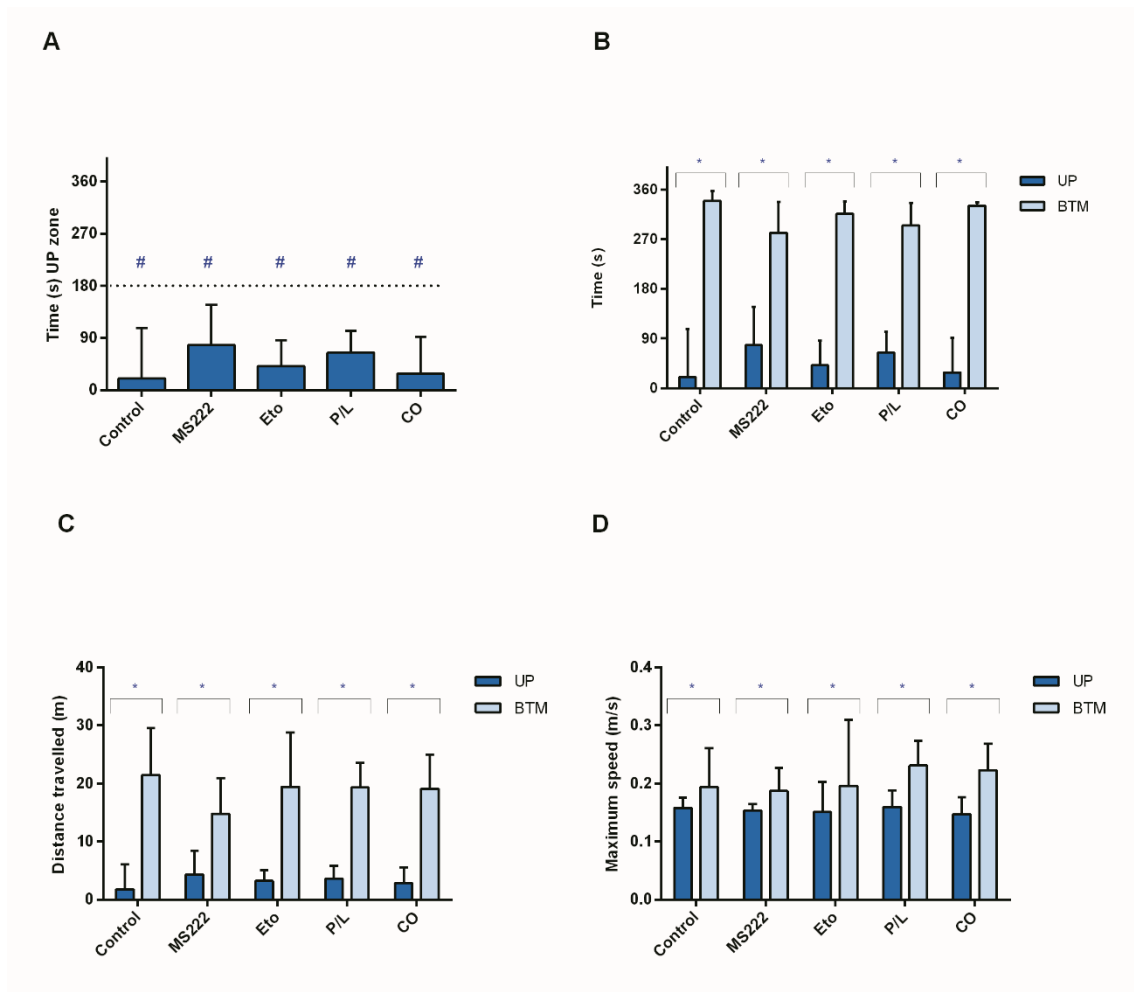 A
Time (s) UP zone
360
270
180
90
0
# # # # #
Control MS222 Eto P/L CO
B
Time (s)
360
270
180
90
0
* * * * *
UP
BTM
Control MS222 Eto P/L CO
C
Distance travelled (m)
40
30
20
10
0
* * * * *
UP
BTM
Control MS222 Eto P/L CO
D
Maximum speed (m/s)
0.4
0.3
0.2
0.1
0.0
* * * * *
UP
BTM
Control MS222 Eto P/L CO